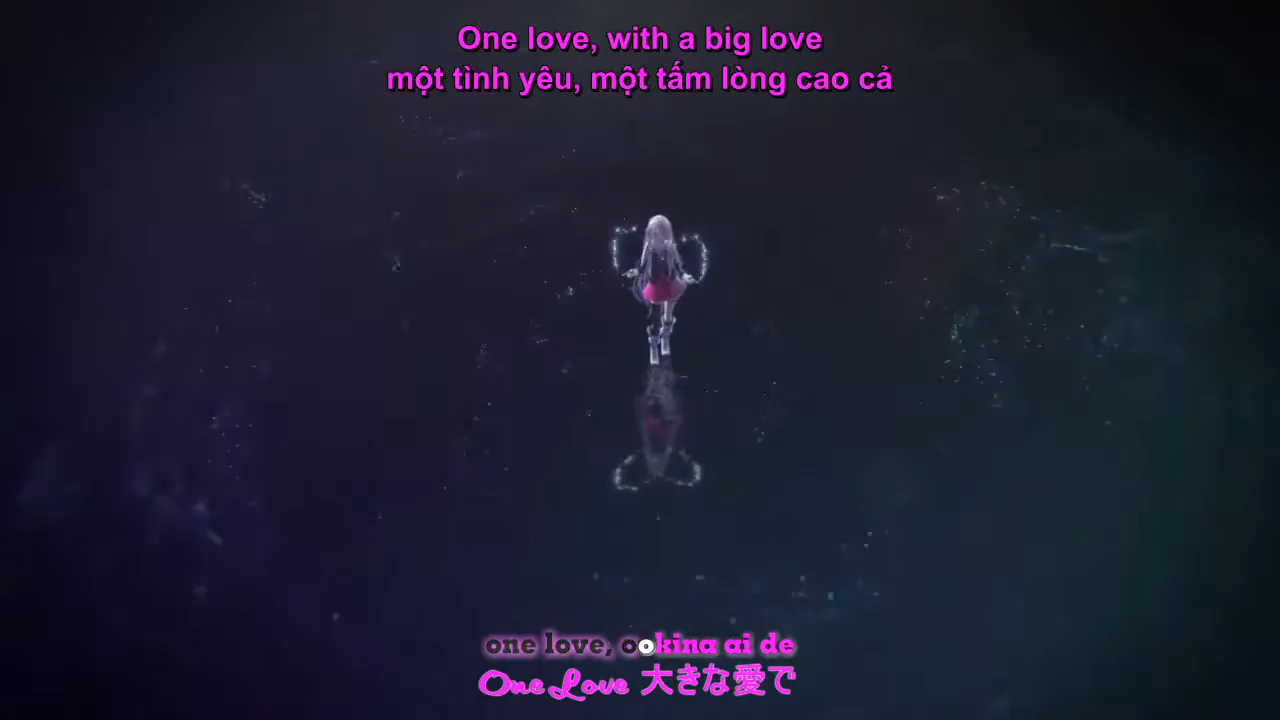 One love, with a big love
một tình yêu, một tấm lòng cao cả
one love, ookina ai de
One Love 大きな愛で